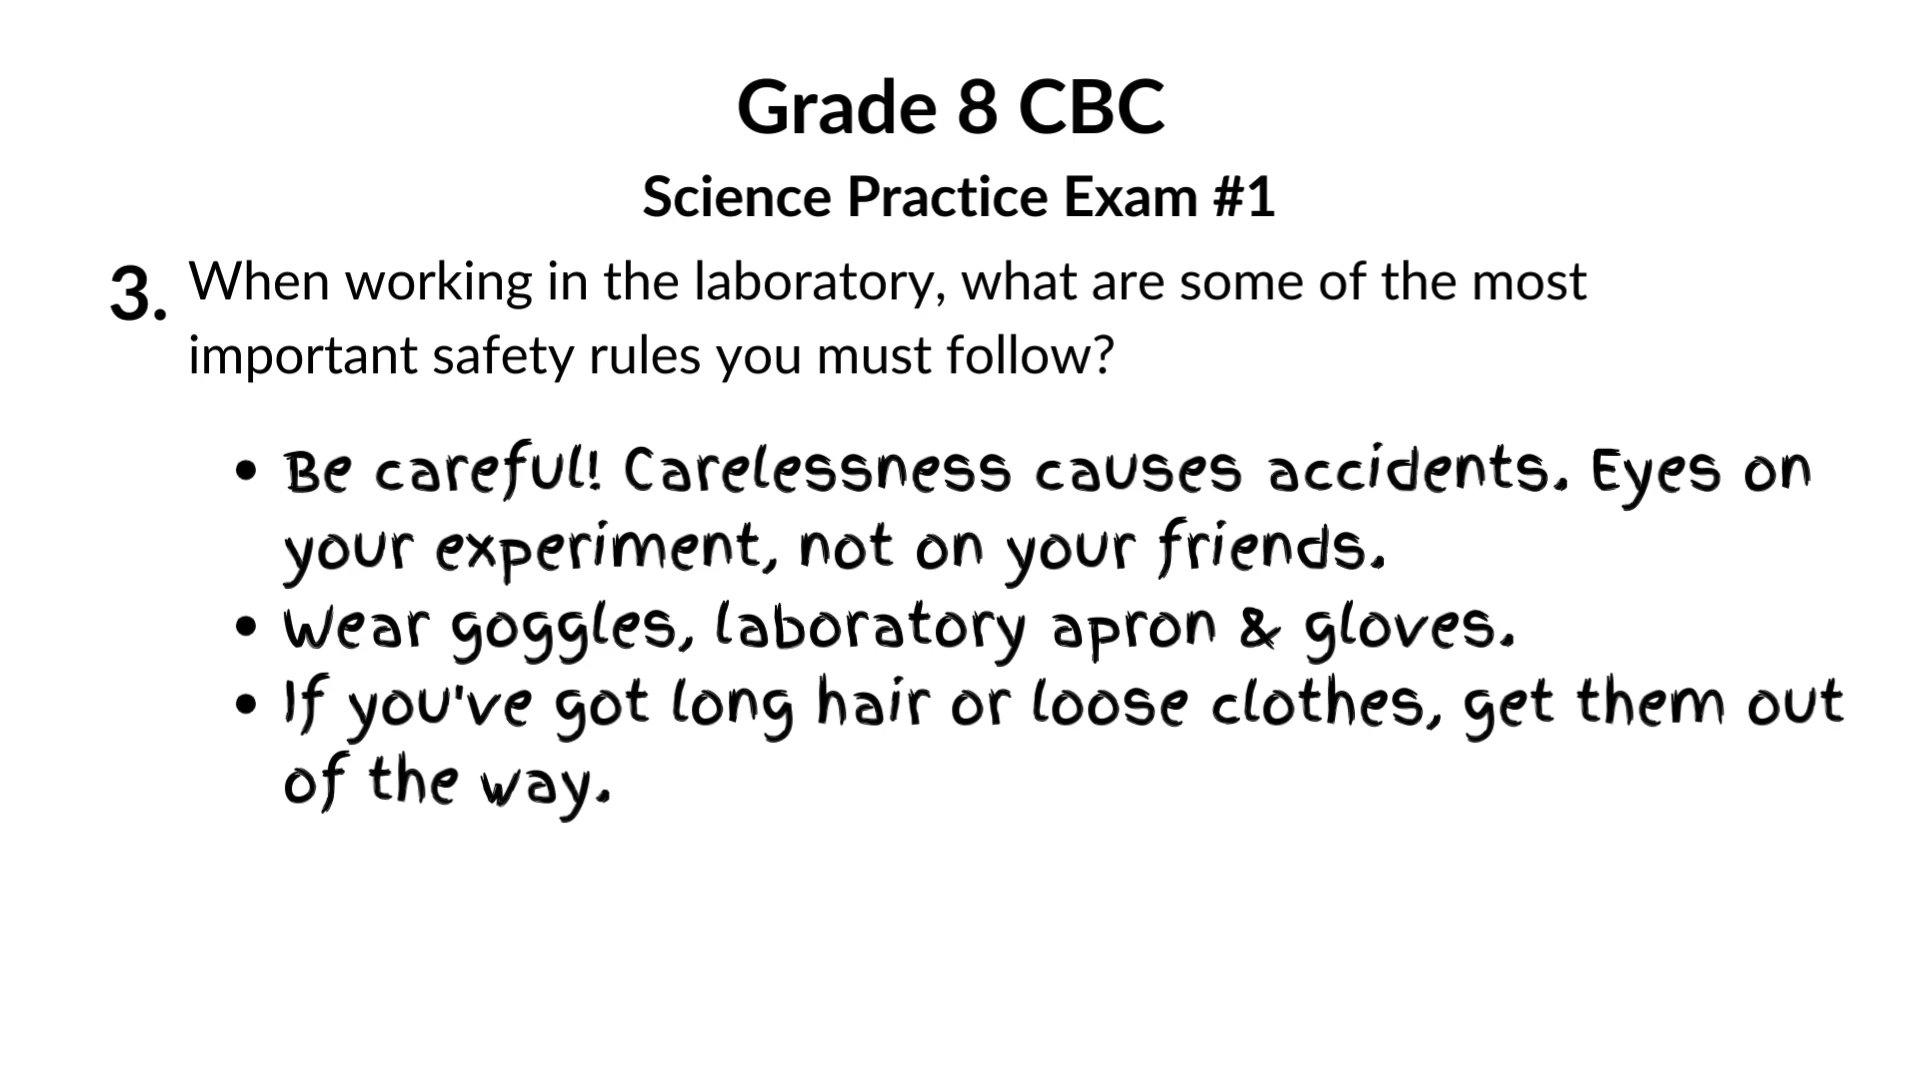 Grade 8 CBC
Science Practice Exam #1
3. When working in the laboratory, what are some of the most
important safety rules you must follow?
• Be careful! Carelessness causes accidents. Eyes on
your experiment, not on your friends.
• Wear goggles, laboratory apron & gloves.
• If you've got long hair or loose clothes, get them out
of the way.